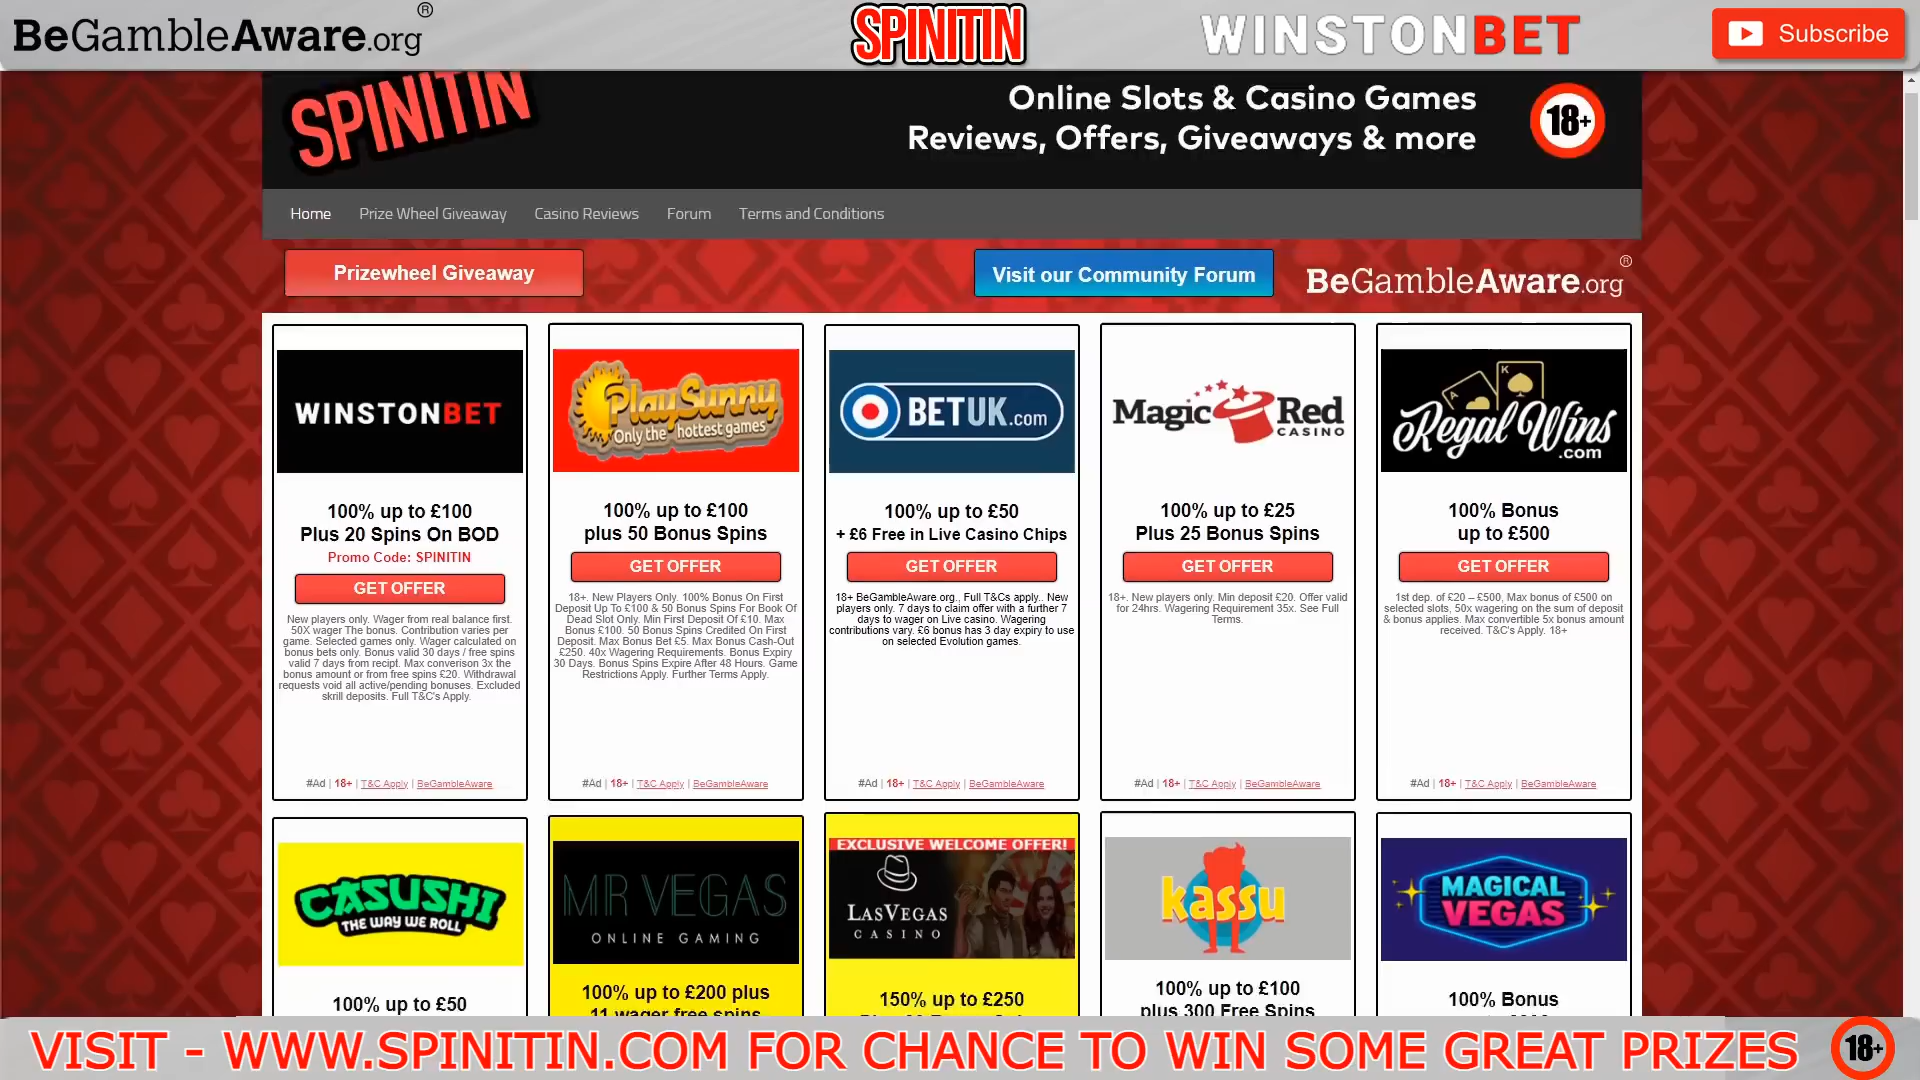 BeGambleAware.org®
SPINITIN
WINSTONBET
Subscribe
SPINITIN
Online Slots & Casino Games
Reviews, Offers, Giveaways & more
18+
Home
Prize Wheel Giveaway
Casino Reviews
Forum
Terms and Conditions
Prizewheel Giveaway
Visit our Community Forum
BeGambleAware.org®
WINSTONBET
100% up to £100
Plus 20 Spins On BOD
Promo Code: SPINITIN
GET OFFER
New players only. Wager from real balance first.
50X wager The bonus. Contribution varies per
game. Selected games only. Wager calculated on
bonus bets only. Bonus valid 30 days / free spins
valid 7 days from recipt. Max converison 3x the
bonus amount or from free spins £20. Withdrawal
requests void all active/pending bonuses. Excluded
skrill deposits. Full T&C's Apply.
#Ad | 18+ | T&C Apply | BeGambleAware
PlaySunny
Only the hottest games
100% up to £100
plus 50 Bonus Spins
GET OFFER
18+. New Players Only. 100% Bonus On First
Deposit Up To £100 & 50 Bonus Spins For Book Of
Dead Slot Only. Min First Deposit Of £10. Max
Bonus £100. 50 Bonus Spins Credited On First
Deposit. Max Bonus Bet £5. Max Bonus Cash-Out
£250. 40x Wagering Requirements. Bonus Expiry
30 Days. Bonus Spins Expire After 48 Hours. Game
Restrictions Apply. Further Terms Apply.
#Ad | 18+ | T&C Apply | BeGambleAware
BETUK.com
100% up to £50
+ £6 Free in Live Casino Chips
GET OFFER
18+ BeGambleAware.org., Full T&Cs apply.. New
players only. 7 days to claim offer with a further 7
days to wager on Live casino. Wagering
contributions vary. £6 bonus has 3 day expiry to use
on selected Evolution games.
#Ad | 18+ | T&C Apply | BeGambleAware
Magic Red
CASINO
100% up to £25
Plus 25 Bonus Spins
GET OFFER
18+. New players only. Min deposit £20. Offer valid
for 24hrs. Wagering Requirement 35x. See Full
Terms.
#Ad | 18+ | T&C Apply | BeGambleAware
A K
Regal Wins
.com
100% Bonus
up to £500
GET OFFER
1st dep. of £20 – £500, Max bonus of £500 on
selected slots, 50x wagering on the sum of deposit
& bonus applies. Max convertible 5x bonus amount
received. T&C's Apply. 18+
#Ad | 18+ | T&C Apply | BeGambleAware
CASUSHI
THE WAY WE ROLL
100% up to £50
MR VEGAS
ONLINE GAMING
100% up to £200 plus
11 wager free spins
EXCLUSIVE WELCOME OFFER!
LASVEGAS
CASINO
150% up to £250
kassu
100% up to £100
plus 300 Free Spins
MAGICAL
VEGAS
100% Bonus
VISIT - WWW.SPINITIN.COM FOR CHANCE TO WIN SOME GREAT PRIZES
18+